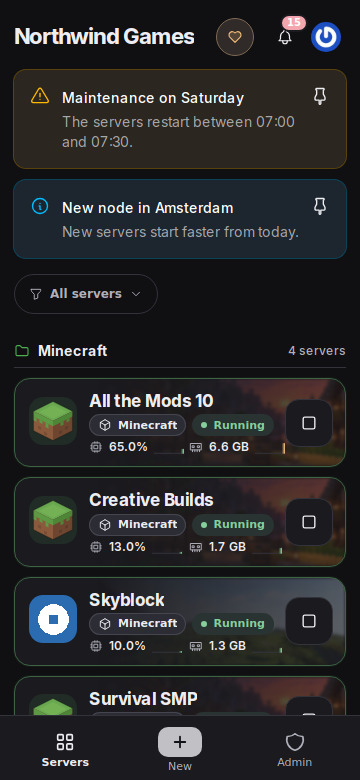 Northwind Games
15
Maintenance on Saturday
The servers restart between 07:00
and 07:30.
New node in Amsterdam
New servers start faster from today.
All servers
Minecraft
4 servers
All the Mods 10
Minecraft
Running
65.0%
6.6 GB
Creative Builds
Minecraft
Running
13.0%
1.7 GB
Skyblock
Minecraft
Running
10.0%
1.3 GB
Survival SMP
Servers
New
Admin